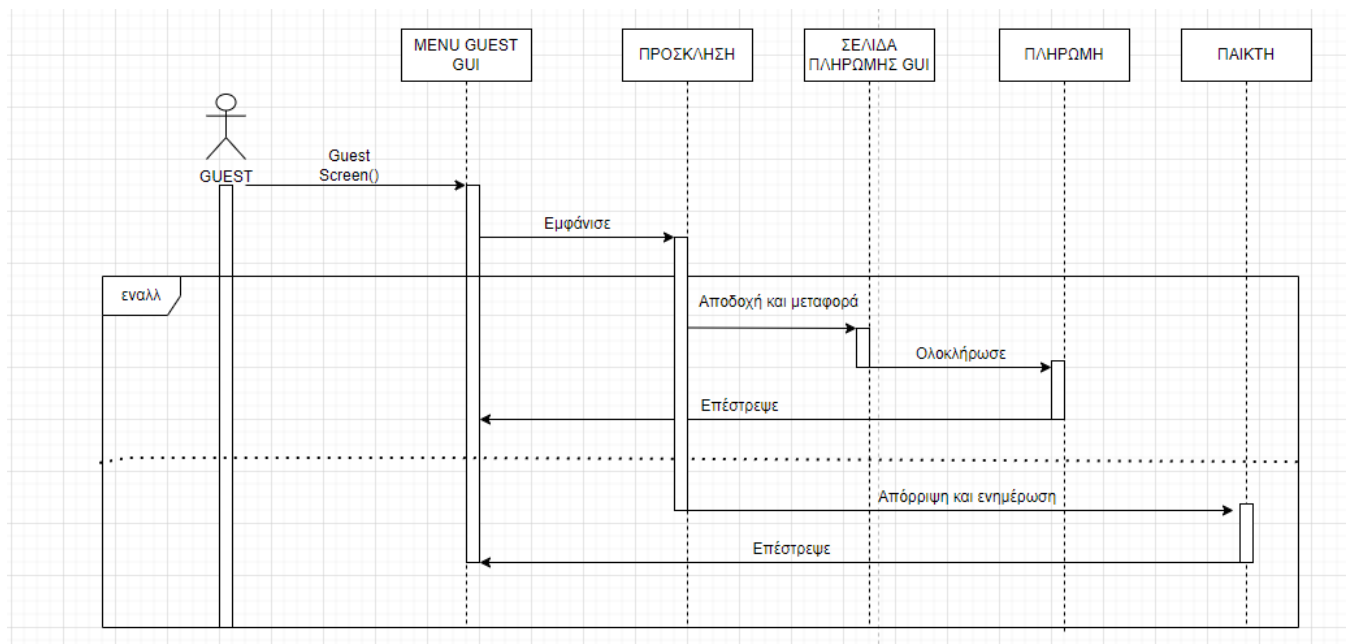 MENU GUEST
GUI
ΠΡΟΣΚΛΗΣΗ
ΣΕΛΙΔΑ
ΠΛΗΡΩΜΗΣ GUI
ΠΛΗΡΩΜΗ
ΠΑΙΚΤΗ
GUEST
Guest
Screen()
Εμφάνισε
εναλλ
Αποδοχή και μεταφορά
Ολοκλήρωσε
Επέστρεψε
Απόρριψη και ενημέρωση
Επέστρεψε